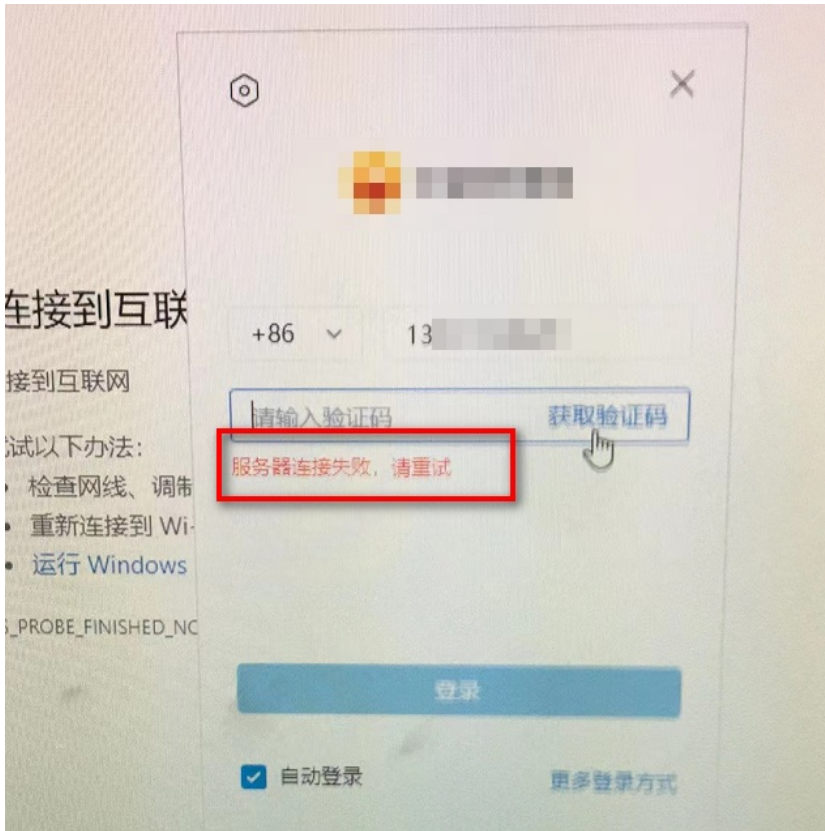 连接到互联
+86
13
接到互联网
请输入验证码
获取验证码
试以下办法:
服务器连接失败,请重试
检查网线、调制
重新连接到 Wi-
运行 Windows
S_PROBE_FINISHED_NO
登录
自动登录
更多登录方式